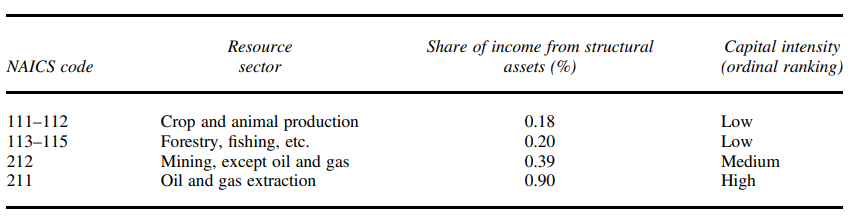 Resource Share of income from structural Capital intensity
NAICS code sector assets (%) (ordinal ranking)
111–112 Crop and animal production 0.18 Low
113–115 Forestry, fishing, etc. 0.20 Low
212 Mining, except oil and gas 0.39 Medium
211 Oil and gas extraction 0.90 High